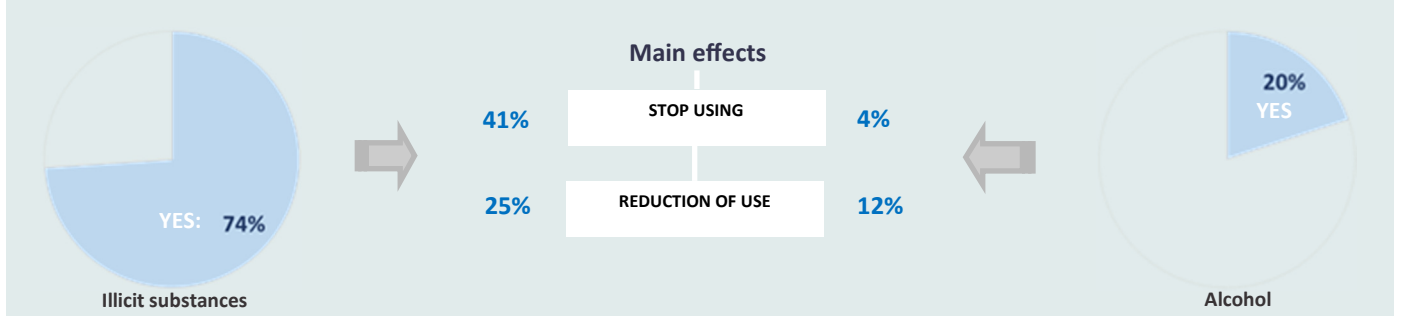 Main effects
41%
STOP USING
4%
25%
REDUCTION OF USE
12%
YES: 74%
Illicit substances
20%
YES
Alcohol